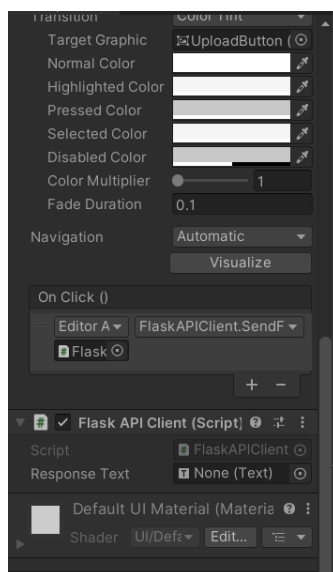 Transition Color Tint
Target Graphic UploadButton (
Normal Color
Highlighted Color
Pressed Color
Selected Color
Disabled Color
Color Multiplier 1
Fade Duration 0.1
Navigation Automatic
Visualize
On Click ()
Editor A FlaskAPIClient.SendF
Flask
+ −
Flask API Client (Script)
Script FlaskAPIClient
Response Text None (Text)
Default UI Material (Materia
Shader UI/Defa Edit...